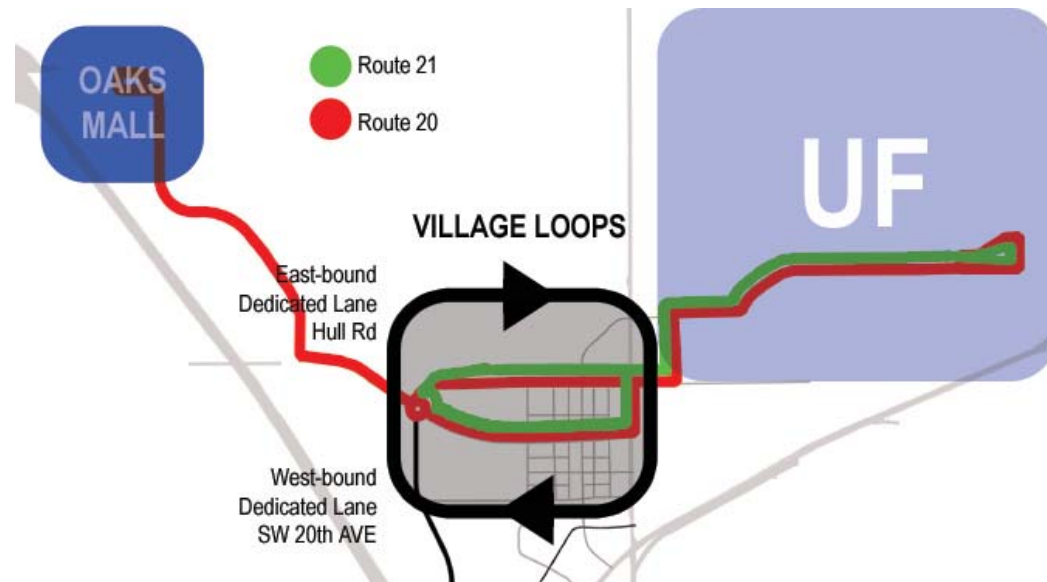 OAKS
MALL
Route 21
Route 20
UF
VILLAGE LOOPS
East-bound
Dedicated Lane
Hull Rd
West-bound
Dedicated Lane
SW 20th AVE